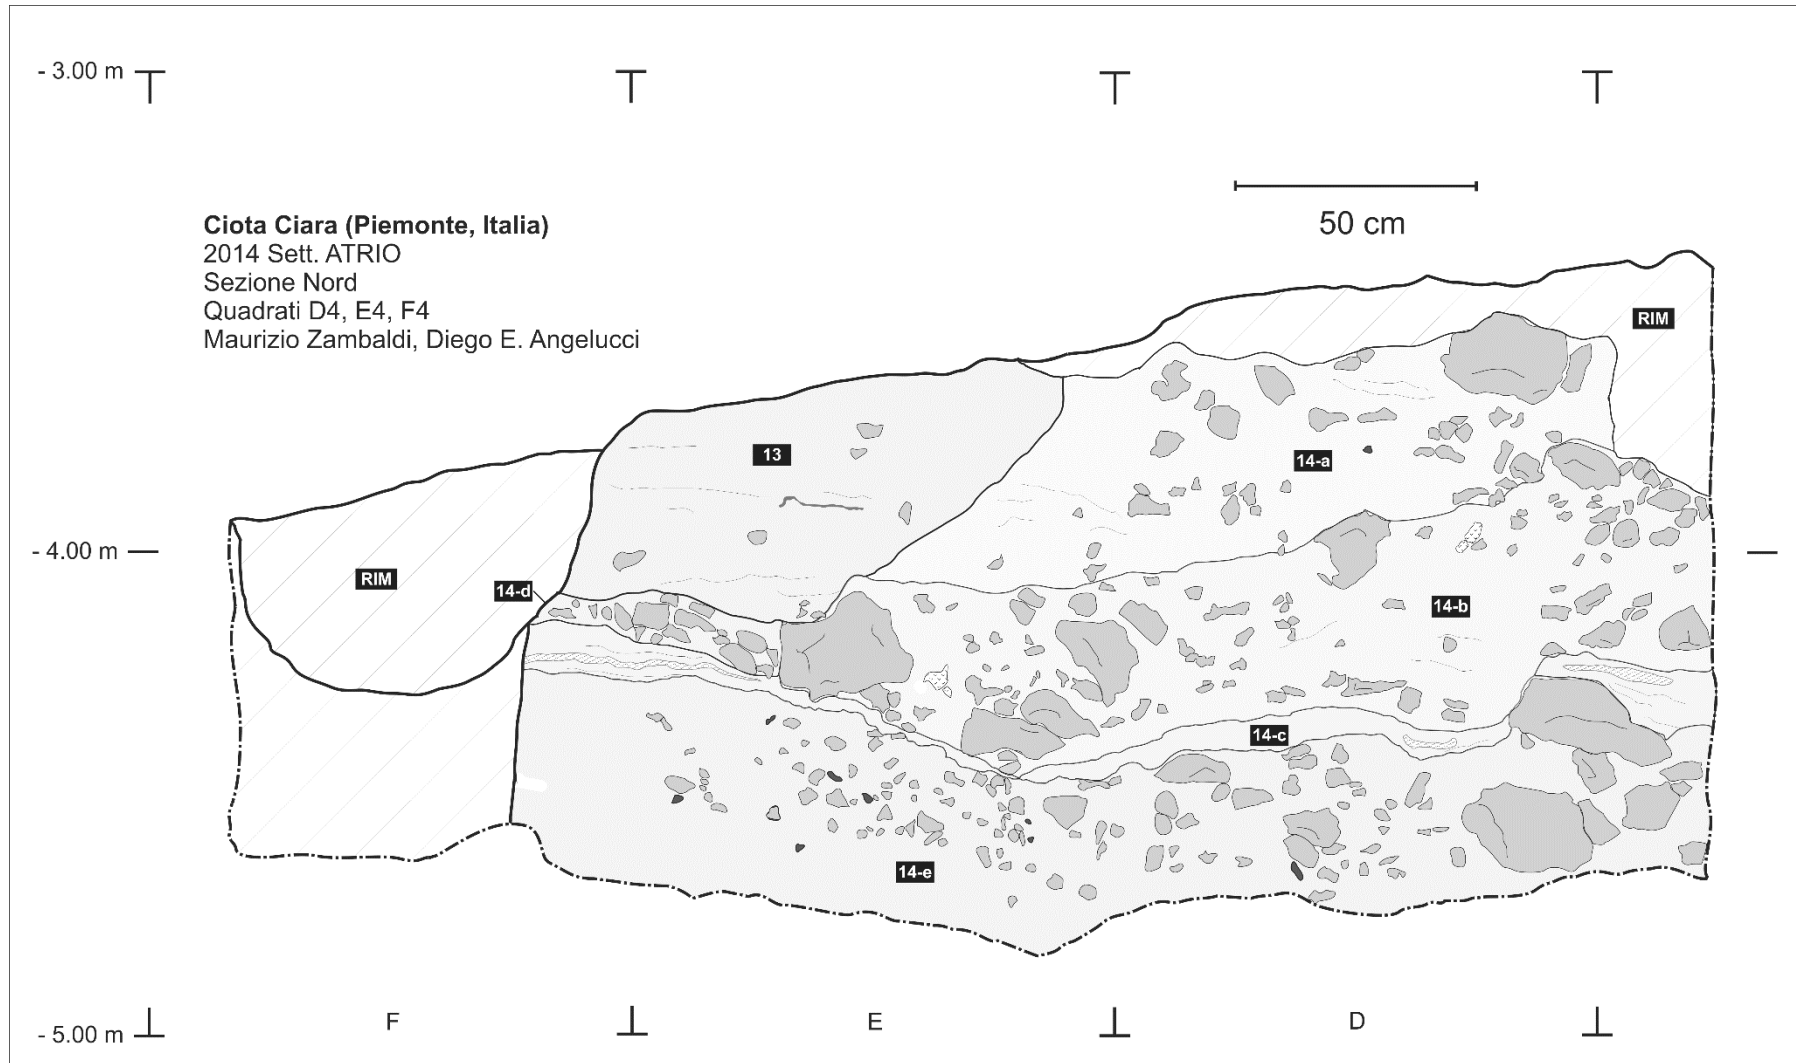 - 3.00 m
50 cm
Ciota Ciara (Piemonte, Italia)
2014 Sett. ATRIO
Sezione Nord
Quadrati D4, E4, F4
Maurizio Zambaldi, Diego E. Angelucci
RIM
13
14-a
- 4.00 m
RIM
14-d
14-b
14-c
14-e
- 5.00 m
F
E
D